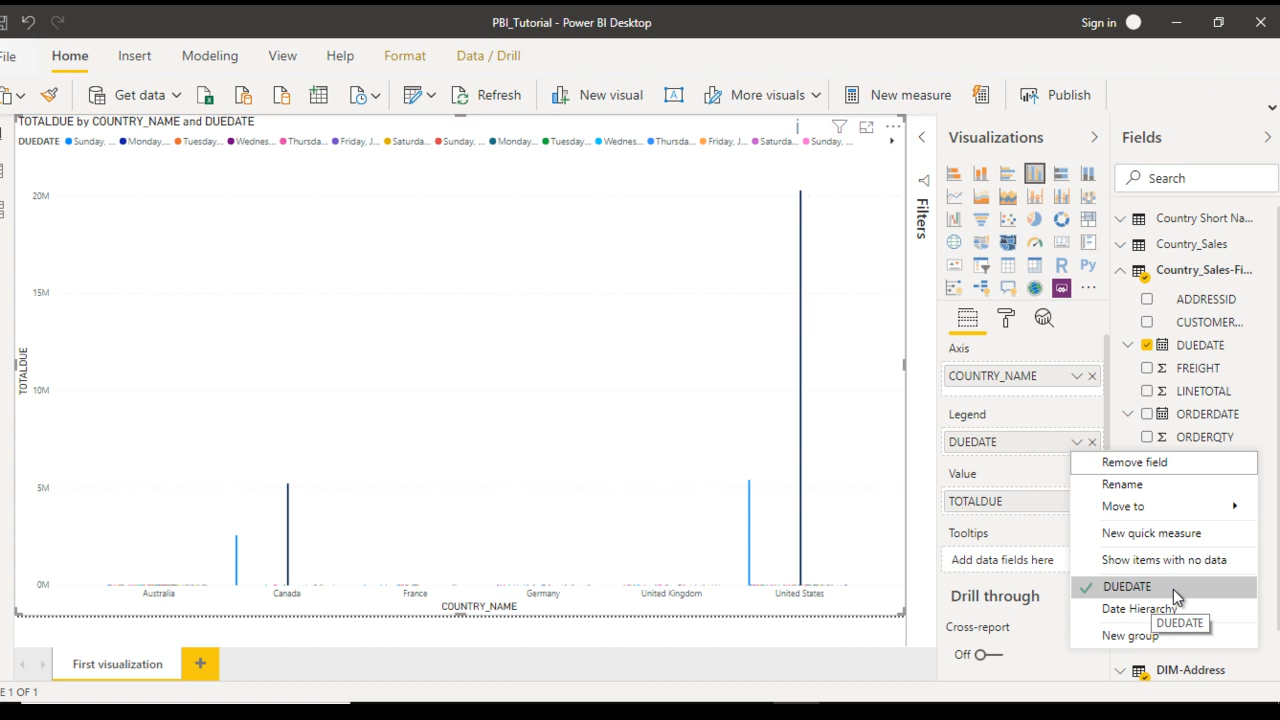 PBI_Tutorial - Power BI Desktop
Sign in
File
Home
Insert
Modeling
View
Help
Format
Data / Drill
Get data
Refresh
New visual
More visuals
New measure
Publish
TOTALDUE by COUNTRY_NAME and DUEDATE
DUEDATE Sunday, ... Monday,... Tuesday... Wednes... Thursda... Friday, J... Saturda... Sunday, ... Monday... Tuesday... Wednes... Thursda... Friday, J... Saturda... Sunday, ...
20M
15M
10M
5M
0M
TOTALDUE
Australia
Canada
France
Germany
United Kingdom
United States
COUNTRY_NAME
First visualization
E 1 OF 1
Filters
Visualizations
R
Py
Axis
COUNTRY_NAME
Legend
DUEDATE
Value
TOTALDUE
Tooltips
Add data fields here
Drill through
Cross-report
Off
Fields
Search
Country Short Na...
Country_Sales
Country_Sales-Fi...
ADDRESSID
CUSTOMER...
DUEDATE
Σ FREIGHT
Σ LINETOTAL
ORDERDATE
Σ ORDERQTY
Remove field
Rename
Move to
New quick measure
Show items with no data
DUEDATE
Date Hierarchy
DUEDATE
New group
DIM-Address